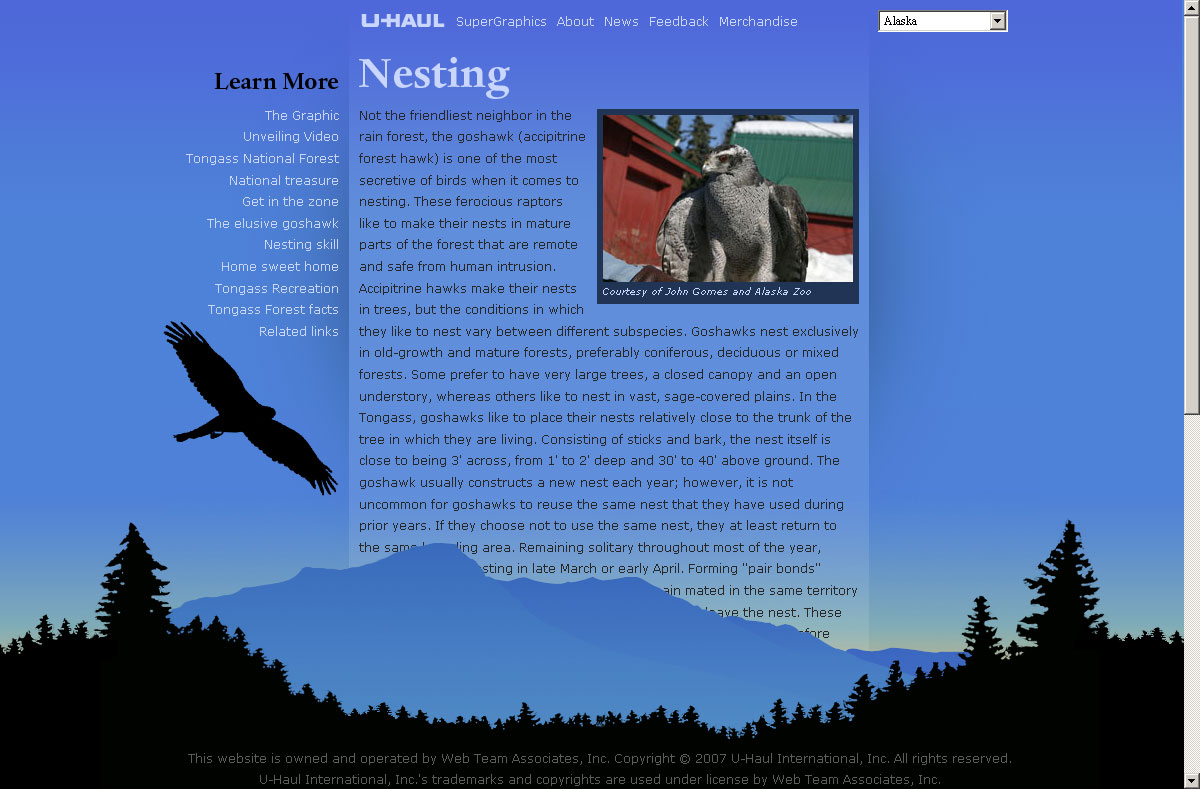 U-HAUL SuperGraphics About News Feedback Merchandise
Alaska
Learn More
The Graphic
Unveiling Video
Tongass National Forest
National treasure
Get in the zone
The elusive goshawk
Nesting skill
Home sweet home
Tongass Recreation
Tongass Forest facts
Related links
Nesting
Not the friendliest neighbor in the
rain forest, the goshawk (accipitrine
forest hawk) is one of the most
secretive of birds when it comes to
nesting. These ferocious raptors
like to make their nests in mature
parts of the forest that are remote
and safe from human intrusion.
Accipitrine hawks make their nests
in trees, but the conditions in which
Courtesy of John Gomes and Alaska Zoo
they like to nest vary between different subspecies. Goshawks nest exclusively
in old-growth and mature forests, preferably coniferous, deciduous or mixed
forests. Some prefer to have very large trees, a closed canopy and an open
understory, whereas others like to nest in vast, sage-covered plains. In the
Tongass, goshawks like to place their nests relatively close to the trunk of the
tree in which they are living. Consisting of sticks and bark, the nest itself is
close to being 3' across, from 1' to 2' deep and 30' to 40' above ground. The
goshawk usually constructs a new nest each year; however, it is not
uncommon for goshawks to reuse the same nest that they have used during
prior years. If they choose not to use the same nest, they at least return to
the same area. Remaining solitary throughout most of the year,
in late March or early April. Forming "pair bonds"
mated in the same territory
the nest. These
This website is owned and operated by Web Team Associates, Inc. Copyright © 2007 U-Haul International, Inc. All rights reserved.
U-Haul International, Inc.'s trademarks and copyrights are used under license by Web Team Associates, Inc.